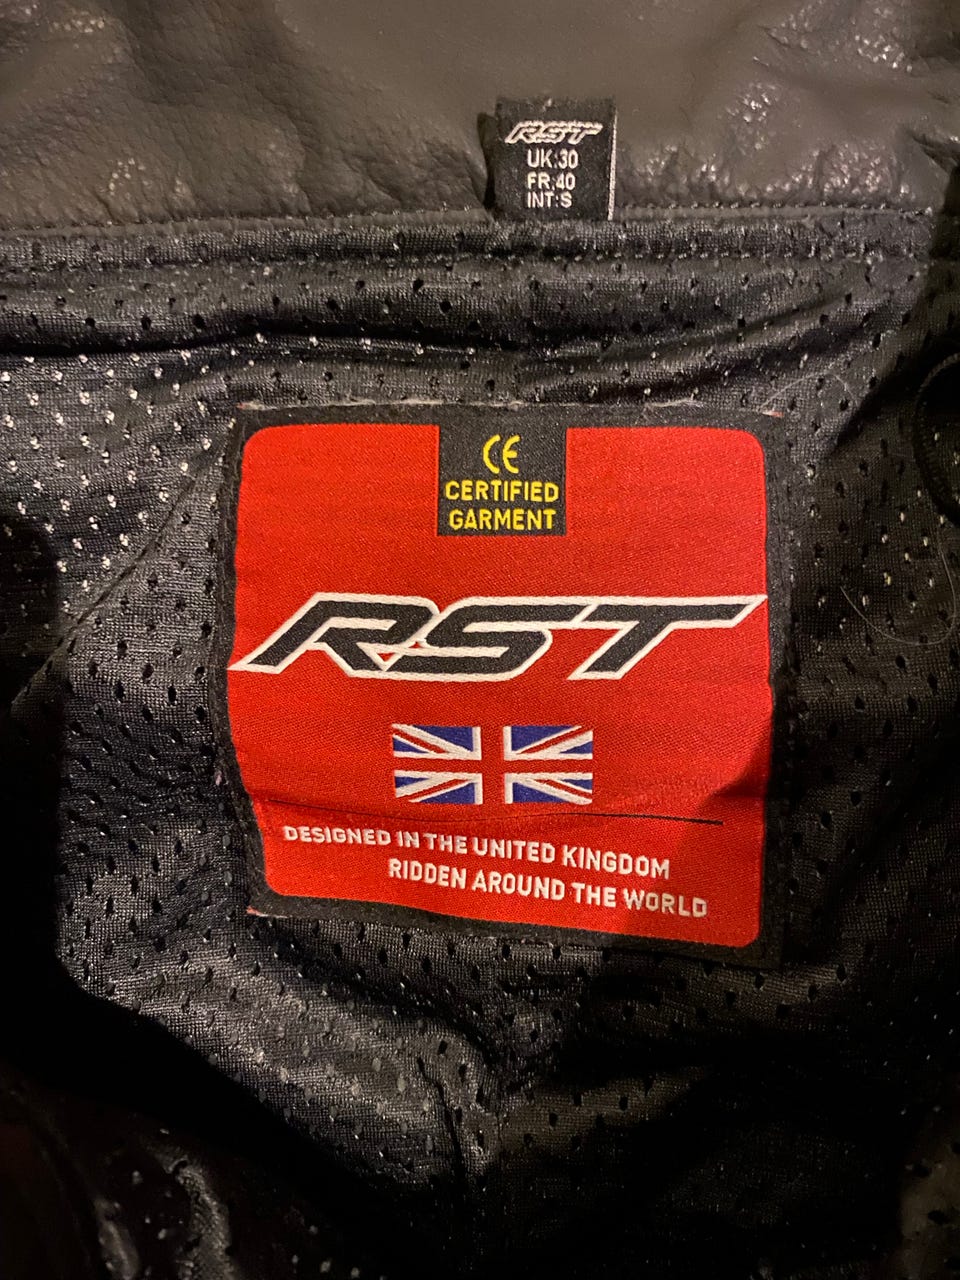 RST
UK:30
FR:40
INT:S
CE
CERTIFIED
GARMENT
RST
DESIGNED IN THE UNITED KINGDOM
RIDDEN AROUND THE WORLD